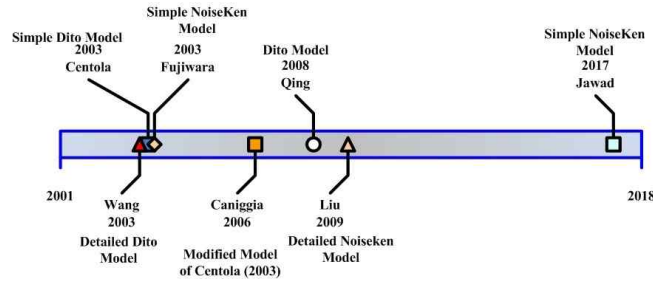 Simple Dito Model
2003
Centola
Simple NoiseKen
Model
2003
Fujiwara
Dito Model
2008
Qing
Simple NoiseKen
Model
2017
Jawad
2001
2018
Wang
2003
Detailed Dito
Model
Caniggia
2006
Modified Model
of Centola (2003)
Liu
2009
Detailed Noiseken
Model